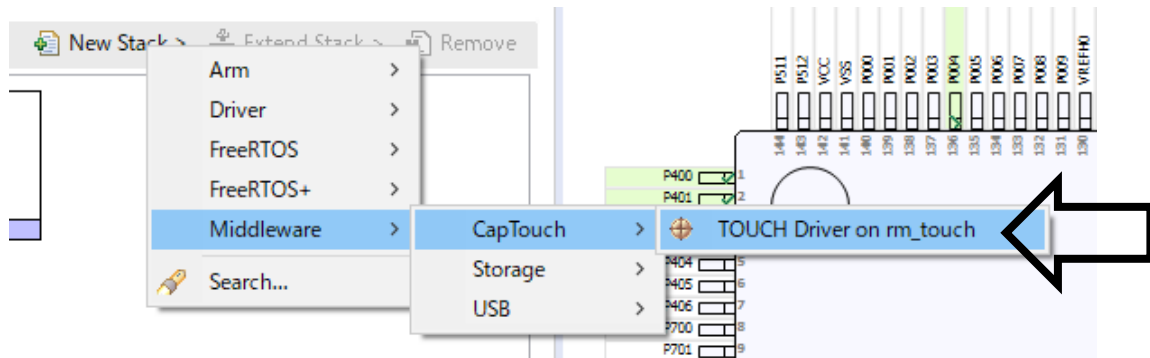 New Stack > Extend Stack > Remove
Arm >
Driver >
FreeRTOS >
FreeRTOS+ >
Middleware >
Search...
CapTouch >
Storage >
USB >
TOUCH Driver on rm_touch
P511
P512
VCC
VSS
P000
P001
P002
P003
P004
P005
P006
P007
P008
P009
VREFH0
144
143
142
141
140
139
138
137
136
135
134
133
132
131
130
P400 1
P401 2
P404 5
P405 6
P406 7
P700 8
P701 9